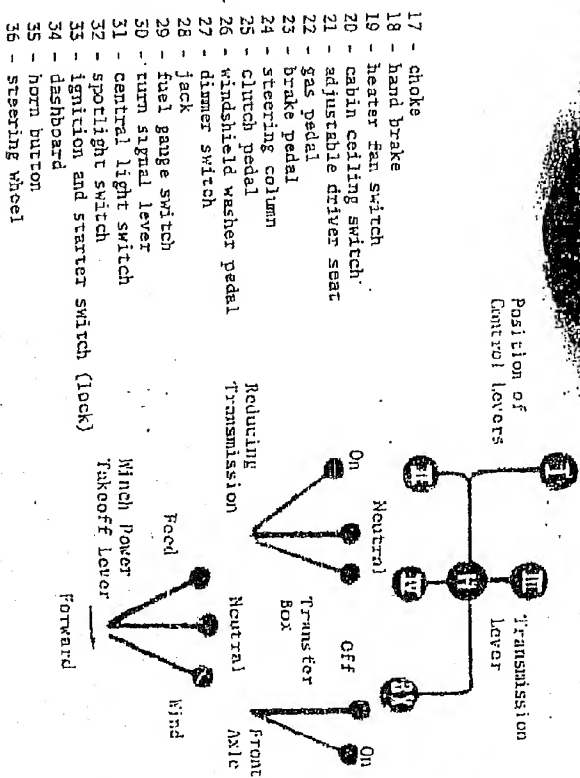 17 - choke
18 - hand brake
19 - heater fan switch
20 - cabin ceiling switch
21 - adjustable driver seat
22 - gas pedal
23 - brake pedal
24 - steering column
25 - clutch pedal
26 - windshield washer pedal
27 - dimmer switch
28 - jack
29 - fuel gauge switch
30 - turn signal lever
31 - central light switch
32 - spotlight switch
33 - ignition and starter switch (lock)
34 - dashboard
35 - horn button
36 - steering wheel
Position of
Control Levers
I
III
II
IV
Transmission
Lever
On
Neutral
Off
On
Reducing
Transmission
Transfer
Box
Front
Axle
Feed
Neutral
Wind
Winch Power
Takeoff Lever
Forward